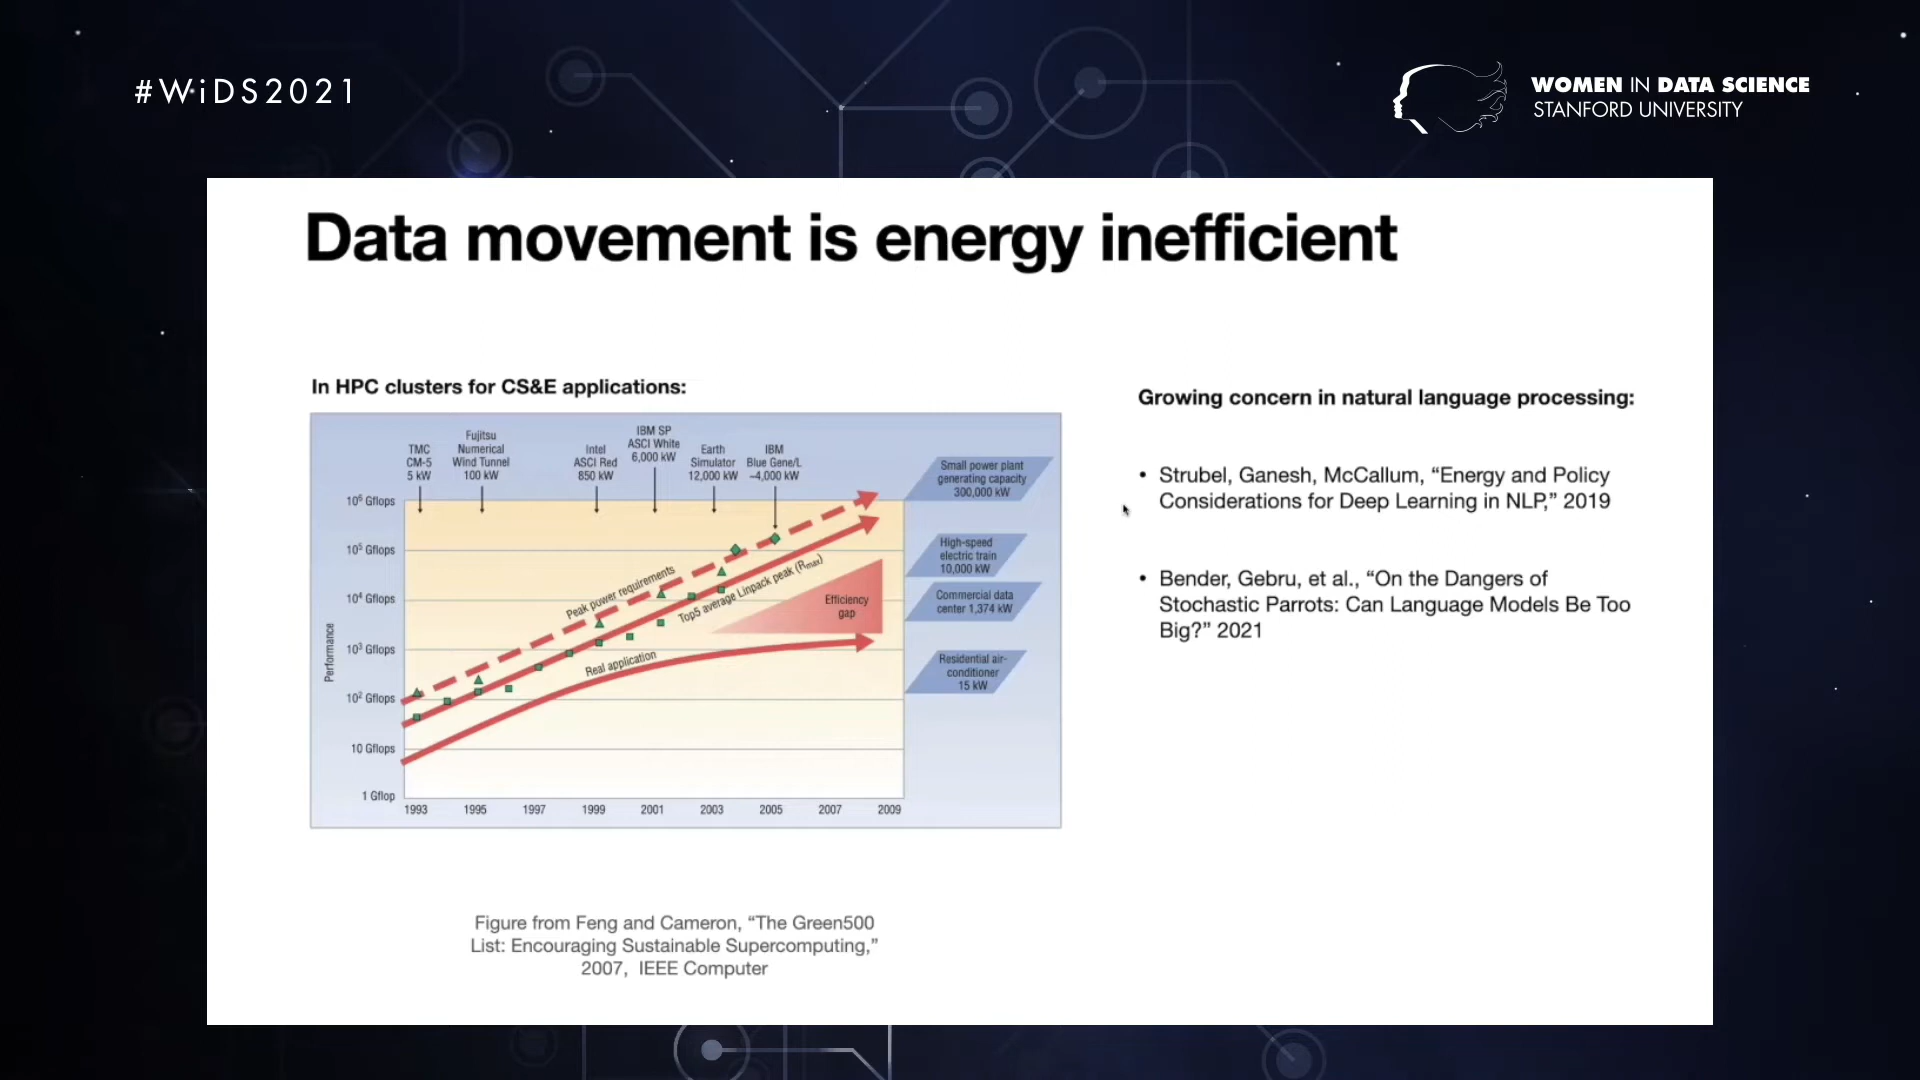 #WiDS2021
WOMEN IN DATA SCIENCE
STANFORD UNIVERSITY
Data movement is energy inefficient
In HPC clusters for CS&E applications:
TMC
CM-5
5 kW
Fujitsu
Numerical
Wind Tunnel
100 kW
Intel
ASCI Red
850 kW
IBM SP
ASCI White
6,000 kW
Earth
Simulator
12,000 kW
IBM
Blue Gene/L
~4,000 kW
Performance
10⁶ Gflops
10⁵ Gflops
10⁴ Gflops
10³ Gflops
10² Gflops
10 Gflops
1 Gflop
Peak power requirements
Top5 average Linpack peak (Rmax)
Real application
Efficiency
gap
Small power plant
generating capacity
300,000 kW
High-speed
electric train
10,000 kW
Commercial data
center 1,374 kW
Residential air-
conditioner
15 kW
1993 1995 1997 1999 2001 2003 2005 2007 2009
Figure from Feng and Cameron, “The Green500
List: Encouraging Sustainable Supercomputing,”
2007, IEEE Computer
Growing concern in natural language processing:
• Strubel, Ganesh, McCallum, “Energy and Policy
Considerations for Deep Learning in NLP,” 2019
• Bender, Gebru, et al., “On the Dangers of
Stochastic Parrots: Can Language Models Be Too
Big?” 2021